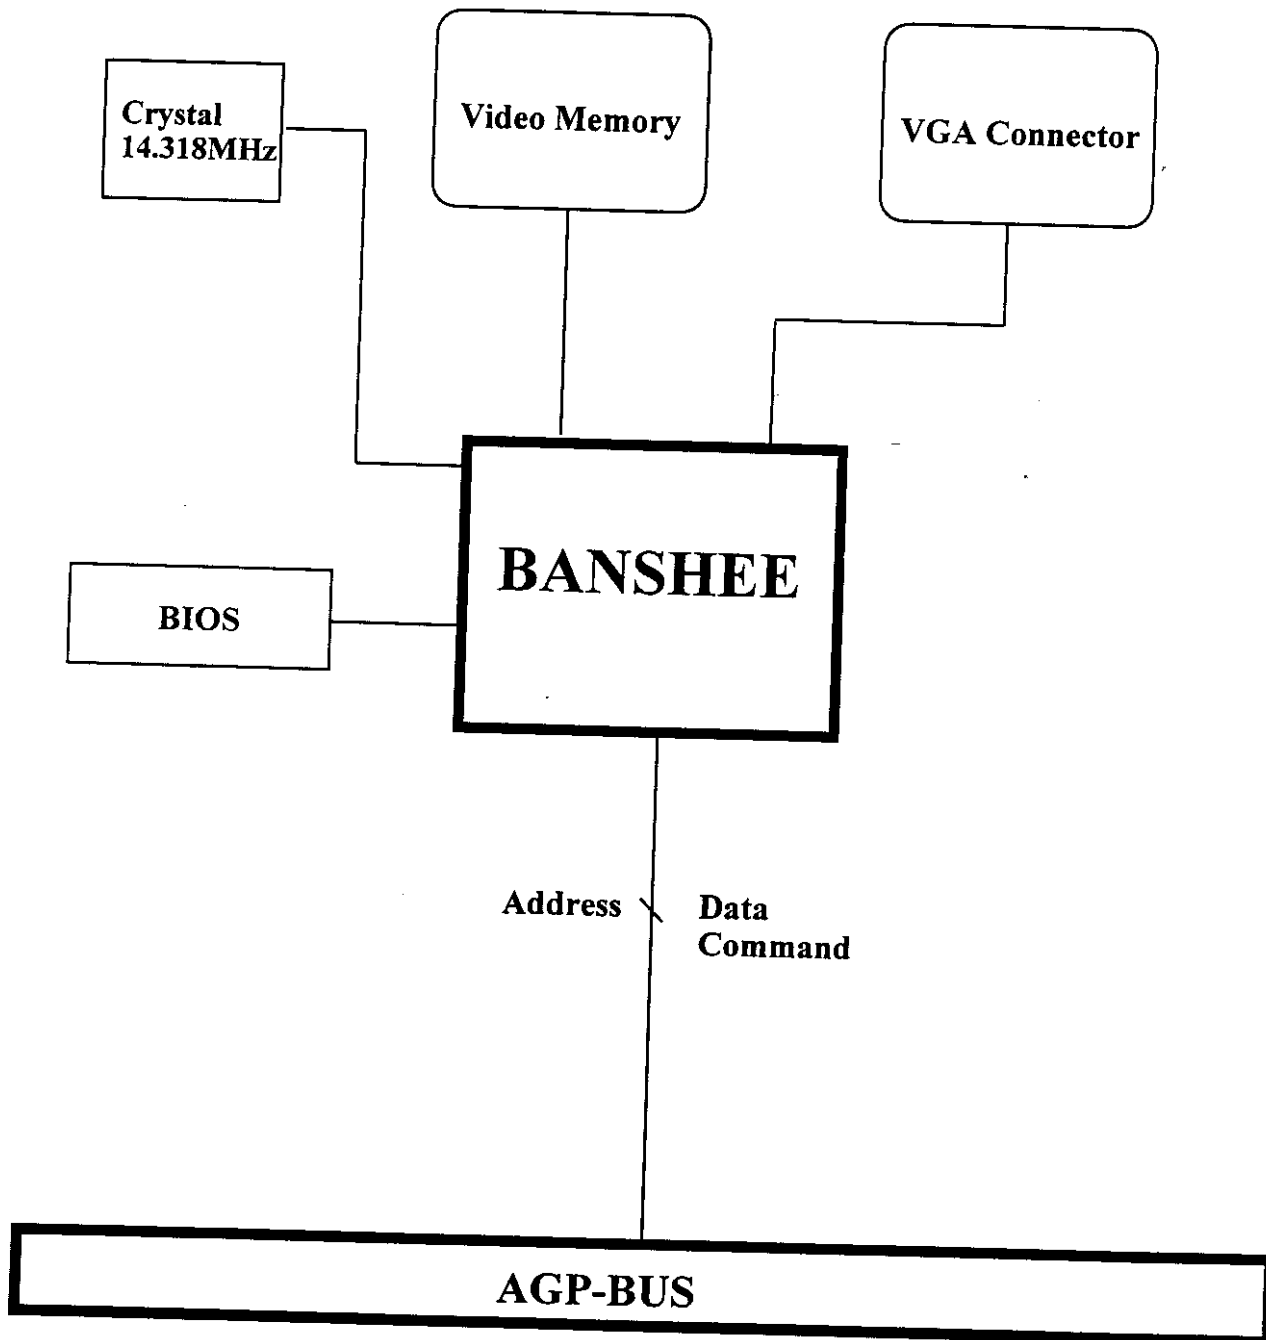 Crystal
14.318MHz
Video Memory
VGA Connector
BANSHEE
BIOS
Address
Data
Command
AGP-BUS